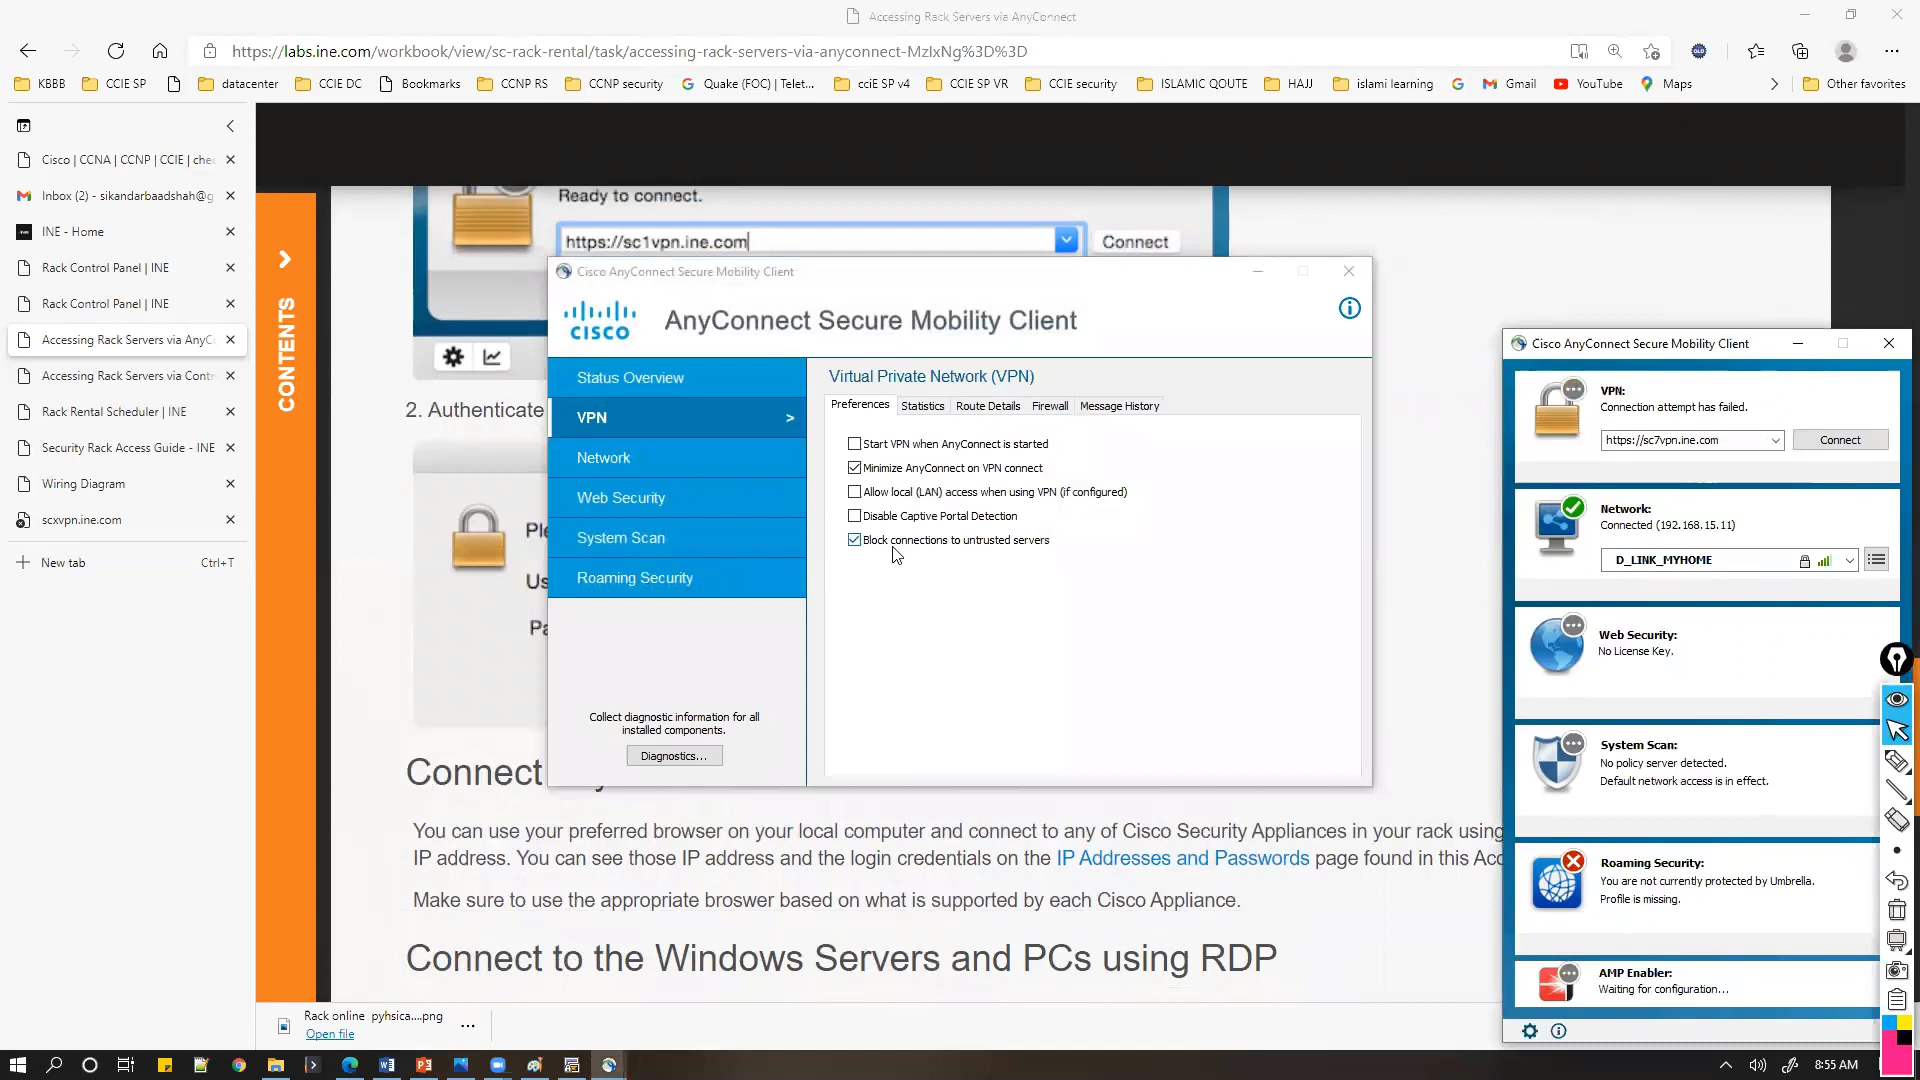 Accessing Rack Servers via AnyConnect
https://labs.ine.com/workbook/view/sc-rack-rental/task/accessing-rack-servers-via-anyconnect-MzIxNg%3D%3D
KBBB CCIE SP datacenter CCIE DC Bookmarks CCNP RS CCNP security Quake (FOC) | Telet... cciE SP v4 CCIE SP VR CCIE security ISLAMIC QOUTE HAJJ islami learning Gmail YouTube Maps Other favorites
Cisco | CCNA | CCNP | CCIE | chec
Inbox (2) - sikandarbaadshah@g
INE - Home
Rack Control Panel | INE
Rack Control Panel | INE
Accessing Rack Servers via AnyC
Accessing Rack Servers via Contr
Rack Rental Scheduler | INE
Security Rack Access Guide - INE
Wiring Diagram
scxvpn.ine.com
New tab Ctrl+T
CONTENTS
Ready to connect.
https://sc1vpn.ine.com
Connect
2. Authenticate
Ple
Us
Pa
Cisco AnyConnect Secure Mobility Client
CISCO
AnyConnect Secure Mobility Client
Status Overview
VPN >
Network
Web Security
System Scan
Roaming Security
Collect diagnostic information for all
installed components.
Diagnostics...
Virtual Private Network (VPN)
Preferences Statistics Route Details Firewall Message History
Start VPN when AnyConnect is started
Minimize AnyConnect on VPN connect
Allow local (LAN) access when using VPN (if configured)
Disable Captive Portal Detection
Block connections to untrusted servers
Connect
You can use your preferred browser on your local computer and connect to any of Cisco Security Appliances in your rack using
IP address. You can see those IP address and the login credentials on the IP Addresses and Passwords page found in this Acc
Make sure to use the appropriate broswer based on what is supported by each Cisco Appliance.
Connect to the Windows Servers and PCs using RDP
Cisco AnyConnect Secure Mobility Client
VPN:
Connection attempt has failed.
https://sc7vpn.ine.com
Connect
Network:
Connected (192.168.15.11)
D_LINK_MYHOME
Web Security:
No License Key.
System Scan:
No policy server detected.
Default network access is in effect.
Roaming Security:
You are not currently protected by Umbrella.
Profile is missing.
AMP Enabler:
Waiting for configuration...
Rack online pyhsica....png
Open file
8:55 AM